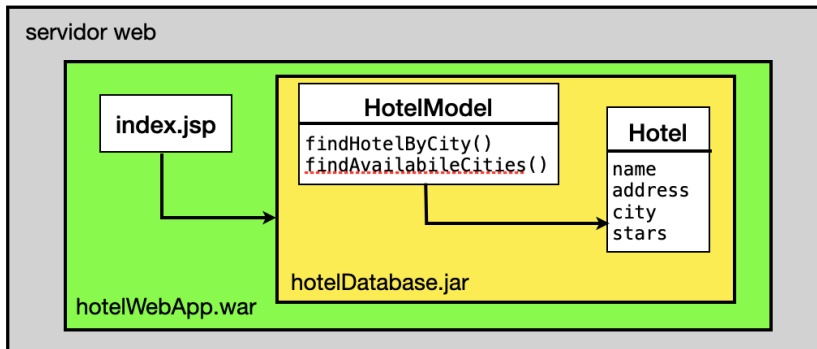 servidor web
index.jsp
HotelModel
findHotelByCity()
findAvailabileCities()
Hotel
name
address
city
stars
hotelDatabase.jar
hotelWebApp.war